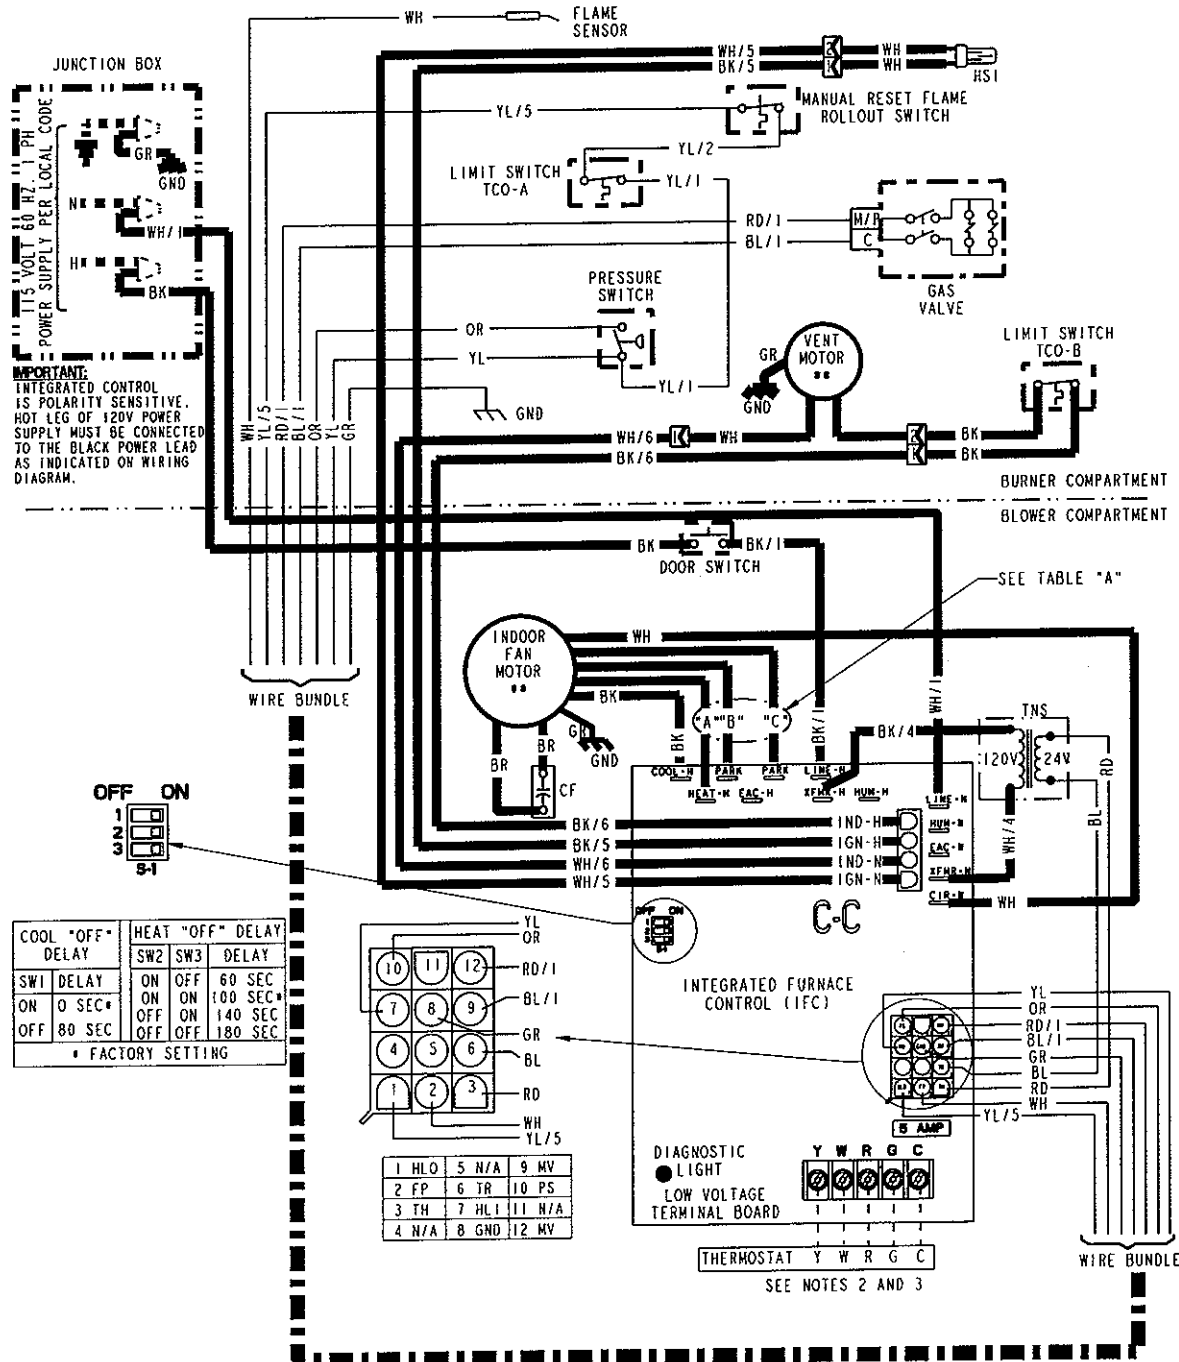 WH
FLAME
SENSOR
WH/5
BK/5
2
1
WH
WH
HSI
JUNCTION BOX
115 VOLT 60 HZ. 1 PH
POWER SUPPLY PER LOCAL CODE
GR
GND
N
WH/1
H
BK
YL/5
MANUAL RESET FLAME
ROLLOUT SWITCH
YL/2
LIMIT SWITCH
TCO-A
YL/1
RD/1
M/P
BL/1
C
GAS
VALVE
PRESSURE
SWITCH
OR
YL
YL/1
GND
GR
GND
VENT
MOTOR
LIMIT SWITCH
TCO-B
WH/6
1
WH
BK/6
2
1
BK
BK
IMPORTANT:
INTEGRATED CONTROL
IS POLARITY SENSITIVE.
HOT LEG OF 120V POWER
SUPPLY MUST BE CONNECTED
TO THE BLACK POWER LEAD
AS INDICATED ON WIRING
DIAGRAM.
WH
YL/5
RD/1
BL/1
OR
YL
GR
BURNER COMPARTMENT
BLOWER COMPARTMENT
BK
BK/1
DOOR SWITCH
SEE TABLE "A"
INDOOR
FAN
MOTOR
WH
BK
WIRE BUNDLE
BR
BR
GR
GND
CF
BK
"A" "B" "C"
BK/1
WH/1
BK/4
TNS
120V
24V
RD
BL
WH/4
COOL-H
PARK
PARK
LINE-H
HEAT-H
EAC-H
XFMR-H
HUM-H
LINE-N
HUM-N
EAC-N
XFMR-N
CIR-N
WH
BK/6
IND-H
BK/5
IGN-H
WH/6
IND-N
WH/5
IGN-N
OFF ON
1
2
3
S-1
OFF ON
1
2
3
S-1
C-C
COOL "OFF"
DELAY
HEAT "OFF" DELAY
SW1 DELAY
SW2 SW3 DELAY
ON 0 SEC*
OFF 80 SEC
ON OFF 60 SEC
ON ON 100 SEC*
OFF ON 140 SEC
OFF OFF 180 SEC
* FACTORY SETTING
YL
OR
10 11 12
RD/1
7 8 9
BL/1
GR
4 5 6
BL
1 2 3
RD
WH
YL/5
1 HLO 5 N/A 9 MV
2 FP 6 TR 10 PS
3 TH 7 HLI 11 N/A
4 N/A 8 GND 12 MV
INTEGRATED FURNACE
CONTROL (IFC)
YL
OR
RD/1
BL/1
GR
BL
RD
WH
YL/5
5 AMP
DIAGNOSTIC
LIGHT
LOW VOLTAGE
TERMINAL BOARD
Y W R G C
THERMOSTAT Y W R G C
SEE NOTES 2 AND 3
WIRE BUNDLE